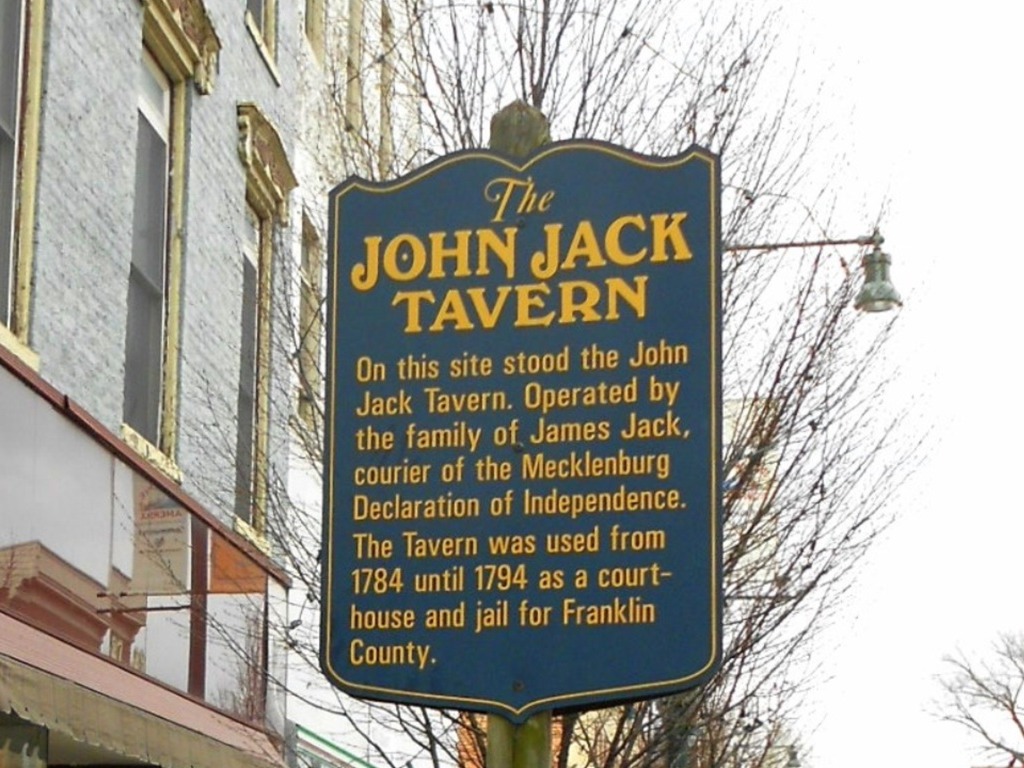 The
JOHN JACK
TAVERN
On this site stood the John
Jack Tavern. Operated by
the family of James Jack,
courier of the Mecklenburg
Declaration of Independence.
The Tavern was used from
1784 until 1794 as a court-
house and jail for Franklin
County.